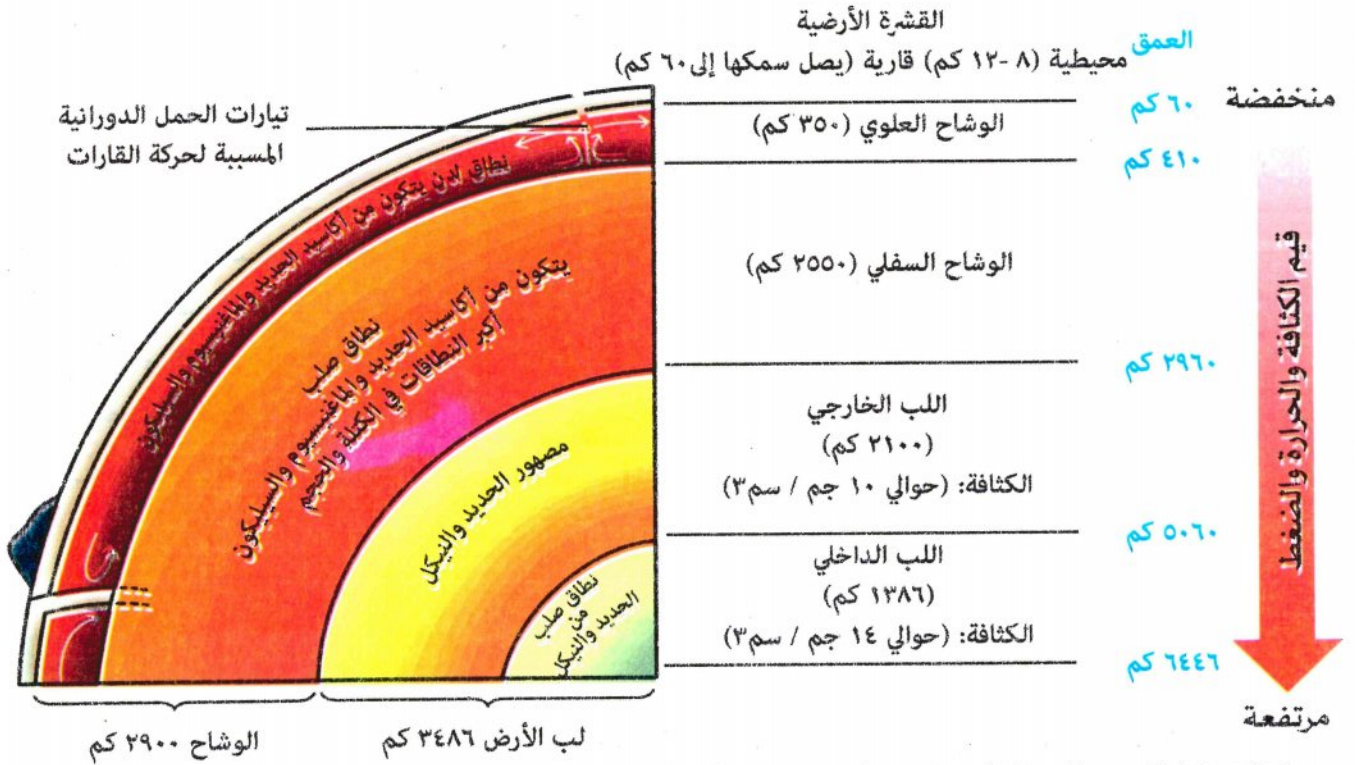 القشرة الأرضية
محيطية (٨ -١٢ كم) قارية (يصل سمكها إلى٦٠ كم)
العمق
منخفضة
٦٠ كم
الوشاح العلوي (٣٥٠ كم)
٤١٠ كم
الوشاح السفلي (٢٥٥٠ كم)
٢٩٦٠ كم
اللب الخارجي
(٢١٠٠ كم)
الكثافة: (حوالي ١٠ جم / سم٣)
٥٠٦٠ كم
اللب الداخلي
(١٣٨٦ كم)
الكثافة: (حوالي ١٤ جم / سم٣)
٦٤٤٦ كم
قيم الكثافة والحرارة والضغط
مرتفعة
تيارات الحمل الدورانية
المسببة لحركة القارات
نطاق لدن يتكون من أكاسيد الحديد والماغنيسيوم والسيليكون
نطاق صلب
يتكون من أكاسيد الحديد والماغنيسيوم والسيليكون
أكبر النطاقات في الكتلة والحجم
مصهور الحديد والنيكل
نطاق صلب
من
الحديد والنيكل
لب الأرض ٣٤٨٦ كم
الوشاح ٢٩٠٠ كم